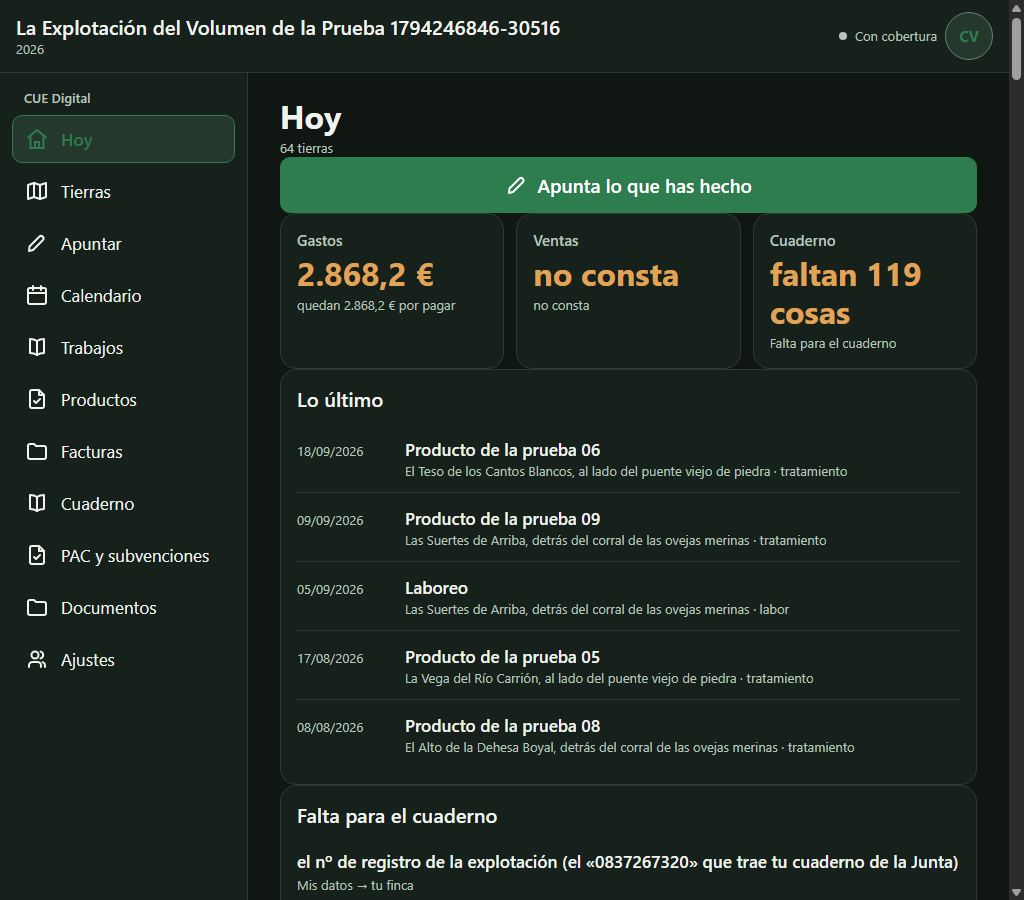 La Explotación del Volumen de la Prueba 1794246846-30516
2026
Con cobertura
CV
CUE Digital
Hoy
Tierras
Apuntar
Calendario
Trabajos
Productos
Facturas
Cuaderno
PAC y subvenciones
Documentos
Ajustes
Hoy
64 tierras
Apunta lo que has hecho
Gastos
2.868,2 €
quedan 2.868,2 € por pagar
Ventas
no consta
no consta
Cuaderno
faltan 119
cosas
Falta para el cuaderno
Lo último
18/09/2026
Producto de la prueba 06
El Teso de los Cantos Blancos, al lado del puente viejo de piedra · tratamiento
09/09/2026
Producto de la prueba 09
Las Suertes de Arriba, detrás del corral de las ovejas merinas · tratamiento
05/09/2026
Laboreo
Las Suertes de Arriba, detrás del corral de las ovejas merinas · labor
17/08/2026
Producto de la prueba 05
La Vega del Río Carrión, al lado del puente viejo de piedra · tratamiento
08/08/2026
Producto de la prueba 08
El Alto de la Dehesa Boyal, detrás del corral de las ovejas merinas · tratamiento
Falta para el cuaderno
el nº de registro de la explotación (el «0837267320» que trae tu cuaderno de la Junta)
Mis datos → tu finca